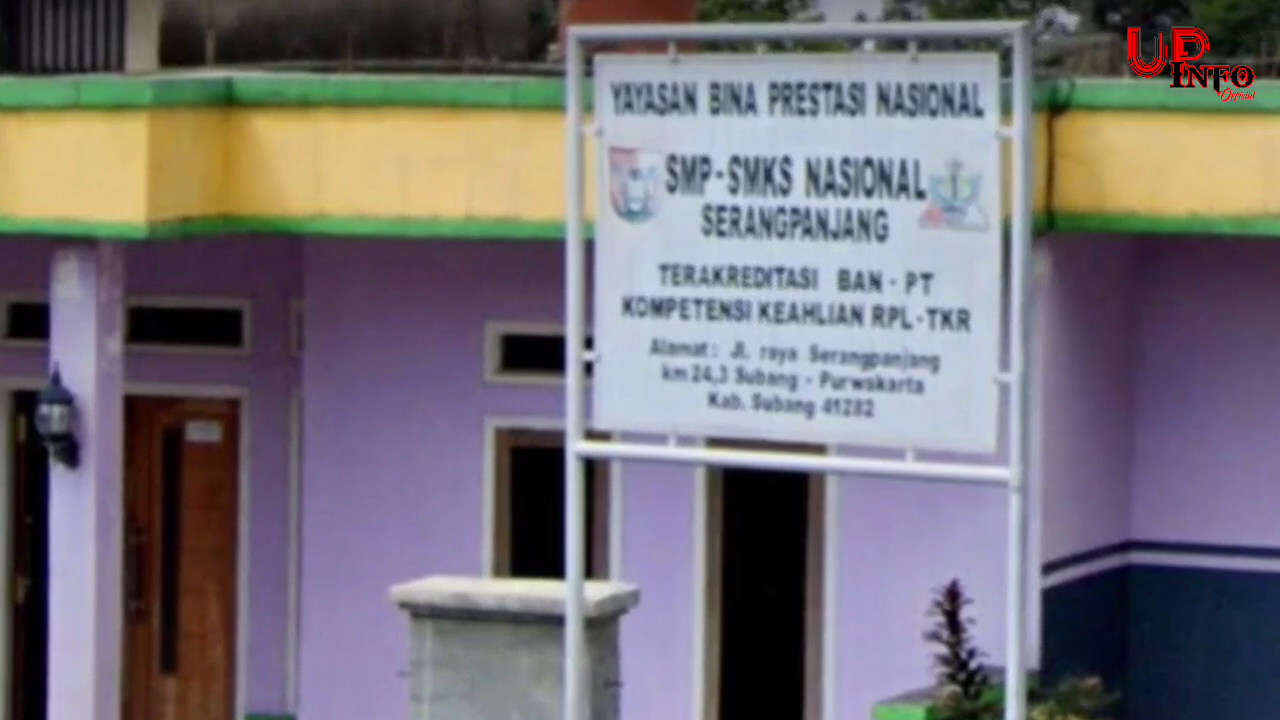 UP
INFO
Official
YAYASAN BINA PRESTASI NASIONAL
SMP-SMKS NASIONAL
SERANGPANJANG
TERAKREDITASI BAN - PT
KOMPETENSI KEAHLIAN RPL-TKR
Alamat: Jl. raya Serangpanjang
km 24,3 Subang - Purwakarta
Kab. Subang 41282